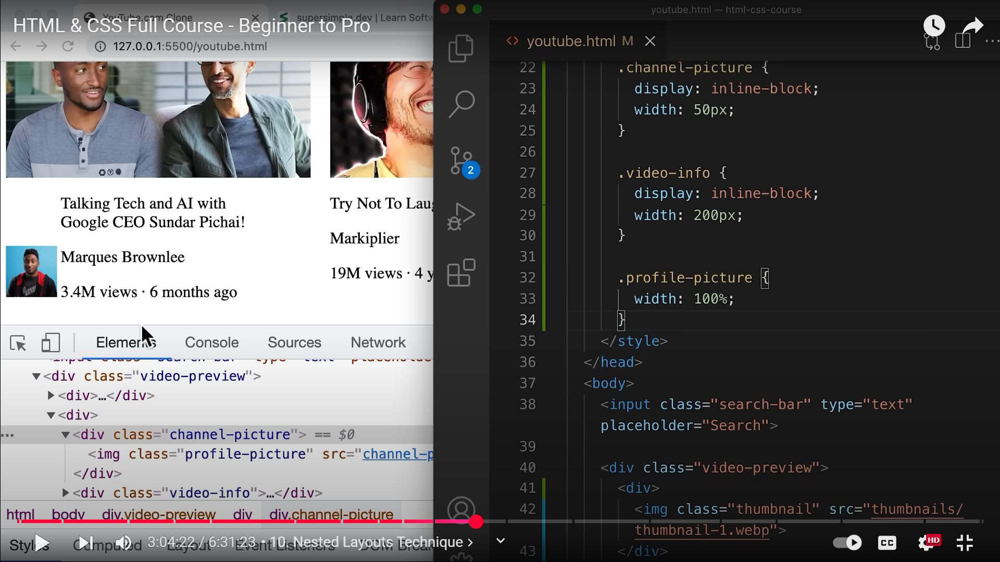 YouTube.com Clone
supersimple.dev | Learn Softw
HTML & CSS Full Course - Beginner to Pro
127.0.0.1:5500/youtube.html
Talking Tech and AI with
Google CEO Sundar Pichai!
Marques Brownlee
3.4M views · 6 months ago
Try Not To Laug
Markiplier
19M views · 4 y
Elements Console Sources Network
<input class="search-bar" type="text" placeholde
<div class="video-preview">
<div>…</div>
<div>
<div class="channel-picture"> == $0
<img class="profile-picture" src="channel-p
</div>
<div class="video-info">…</div>
html body div.video-preview div div.channel-picture
Styles Computed Layout Event Listeners DOM Break
3:04:22 / 6:31:23 • 10. Nested Layouts Technique
youtube.html — html-css-course
youtube.html M
2
22 .channel-picture {
23 display: inline-block;
24 width: 50px;
25 }
26
27 .video-info {
28 display: inline-block;
29 width: 200px;
30 }
31
32 .profile-picture {
33 width: 100%;
34 }
35 </style>
36 </head>
37 <body>
38 <input class="search-bar" type="text"
placeholder="Search">
39
40 <div class="video-preview">
41 <div>
42 <img class="thumbnail" src="thumbnails/
thumbnail-1.webp">
43 </div>
CC
HD